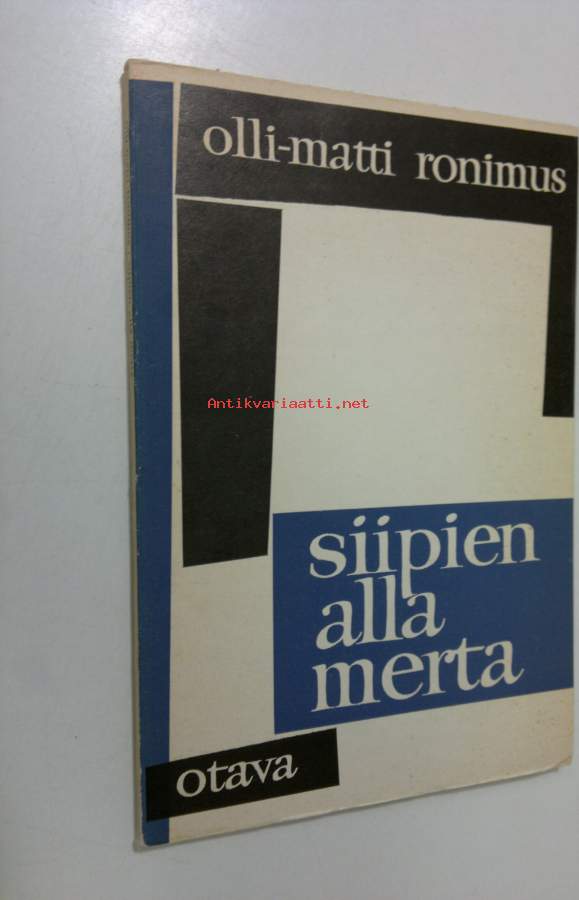 olli-matti ronimus
Antikvariaatti.net
siipien
alla
merta
otava